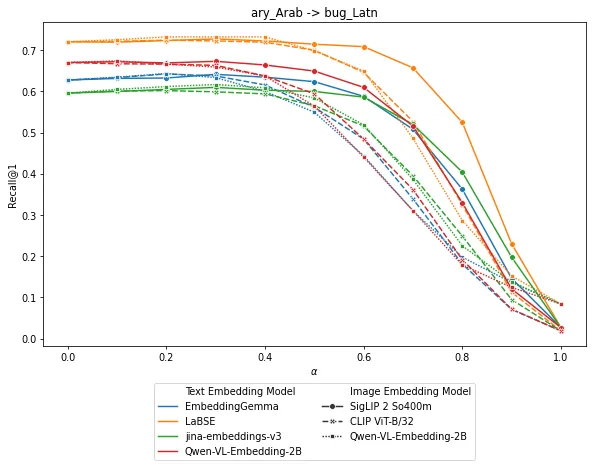 ary_Arab -> bug_Latn
Recall@1
0.7
0.6
0.5
0.4
0.3
0.2
0.1
0.0
0.0 0.2 0.4 0.6 0.8 1.0
α
Text Embedding Model Image Embedding Model
EmbeddingGemma SigLIP 2 So400m
LaBSE CLIP ViT-B/32
jina-embeddings-v3 Qwen-VL-Embedding-2B
Qwen-VL-Embedding-2B